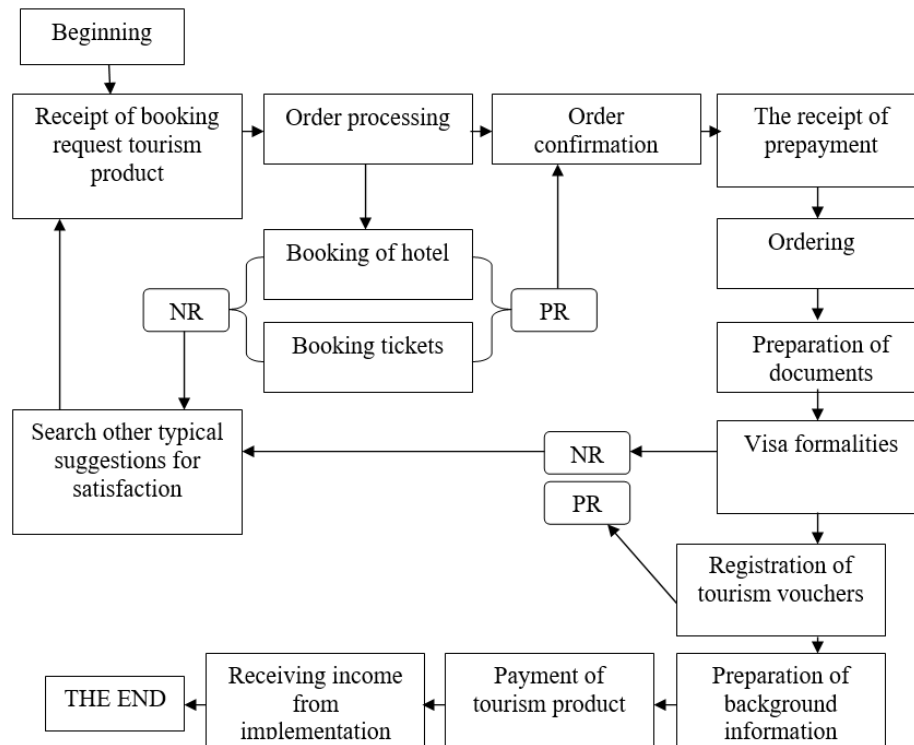 Beginning
Receipt of booking
request tourism
product
Order processing
Order
confirmation
The receipt of
prepayment
Booking of hotel
Ordering
NR
PR
Booking tickets
Preparation of
documents
Search other typical
suggestions for
satisfaction
NR
Visa formalities
PR
Registration of
tourism vouchers
THE END
Receiving income
from
implementation
Payment of
tourism product
Preparation of
background
information